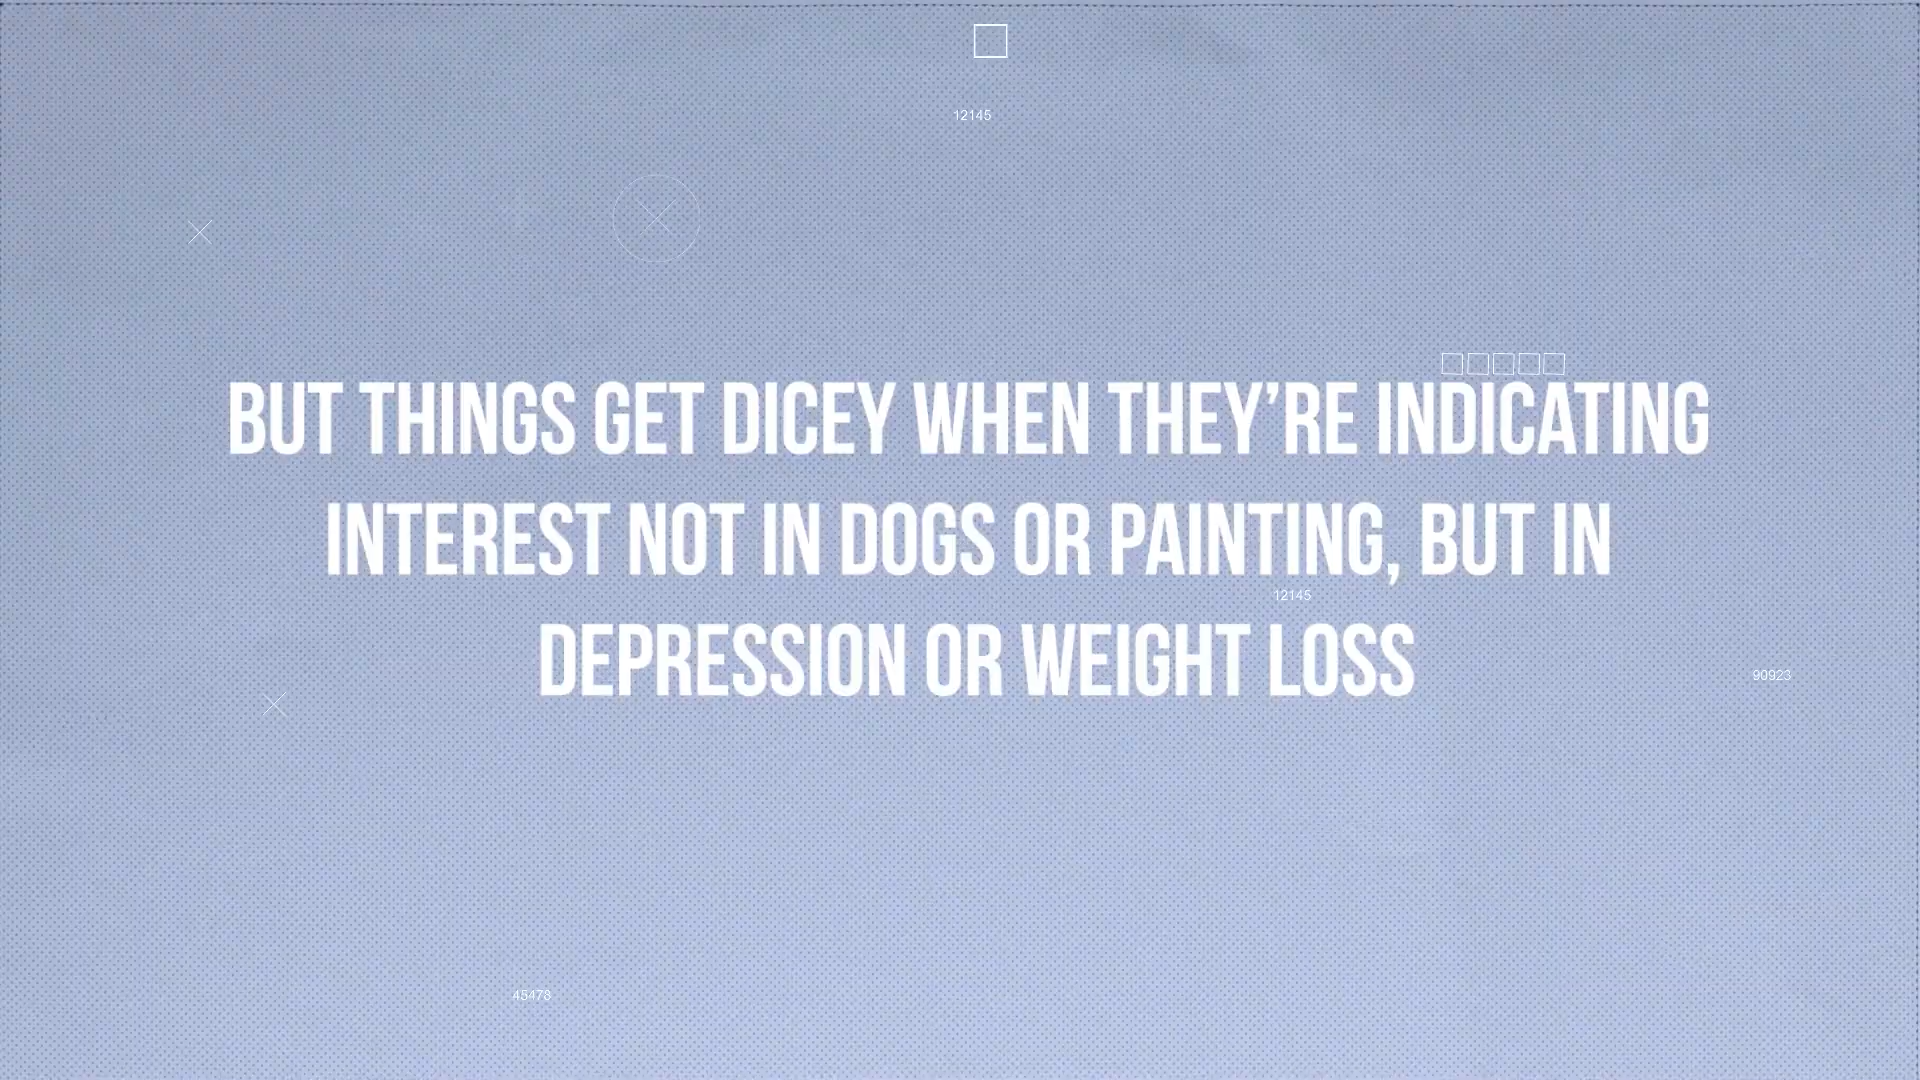 12145
BUT THINGS GET DICEY WHEN THEY’RE INDICATING
INTEREST NOT IN DOGS OR PAINTING, BUT IN
12145
DEPRESSION OR WEIGHT LOSS
90923
45478